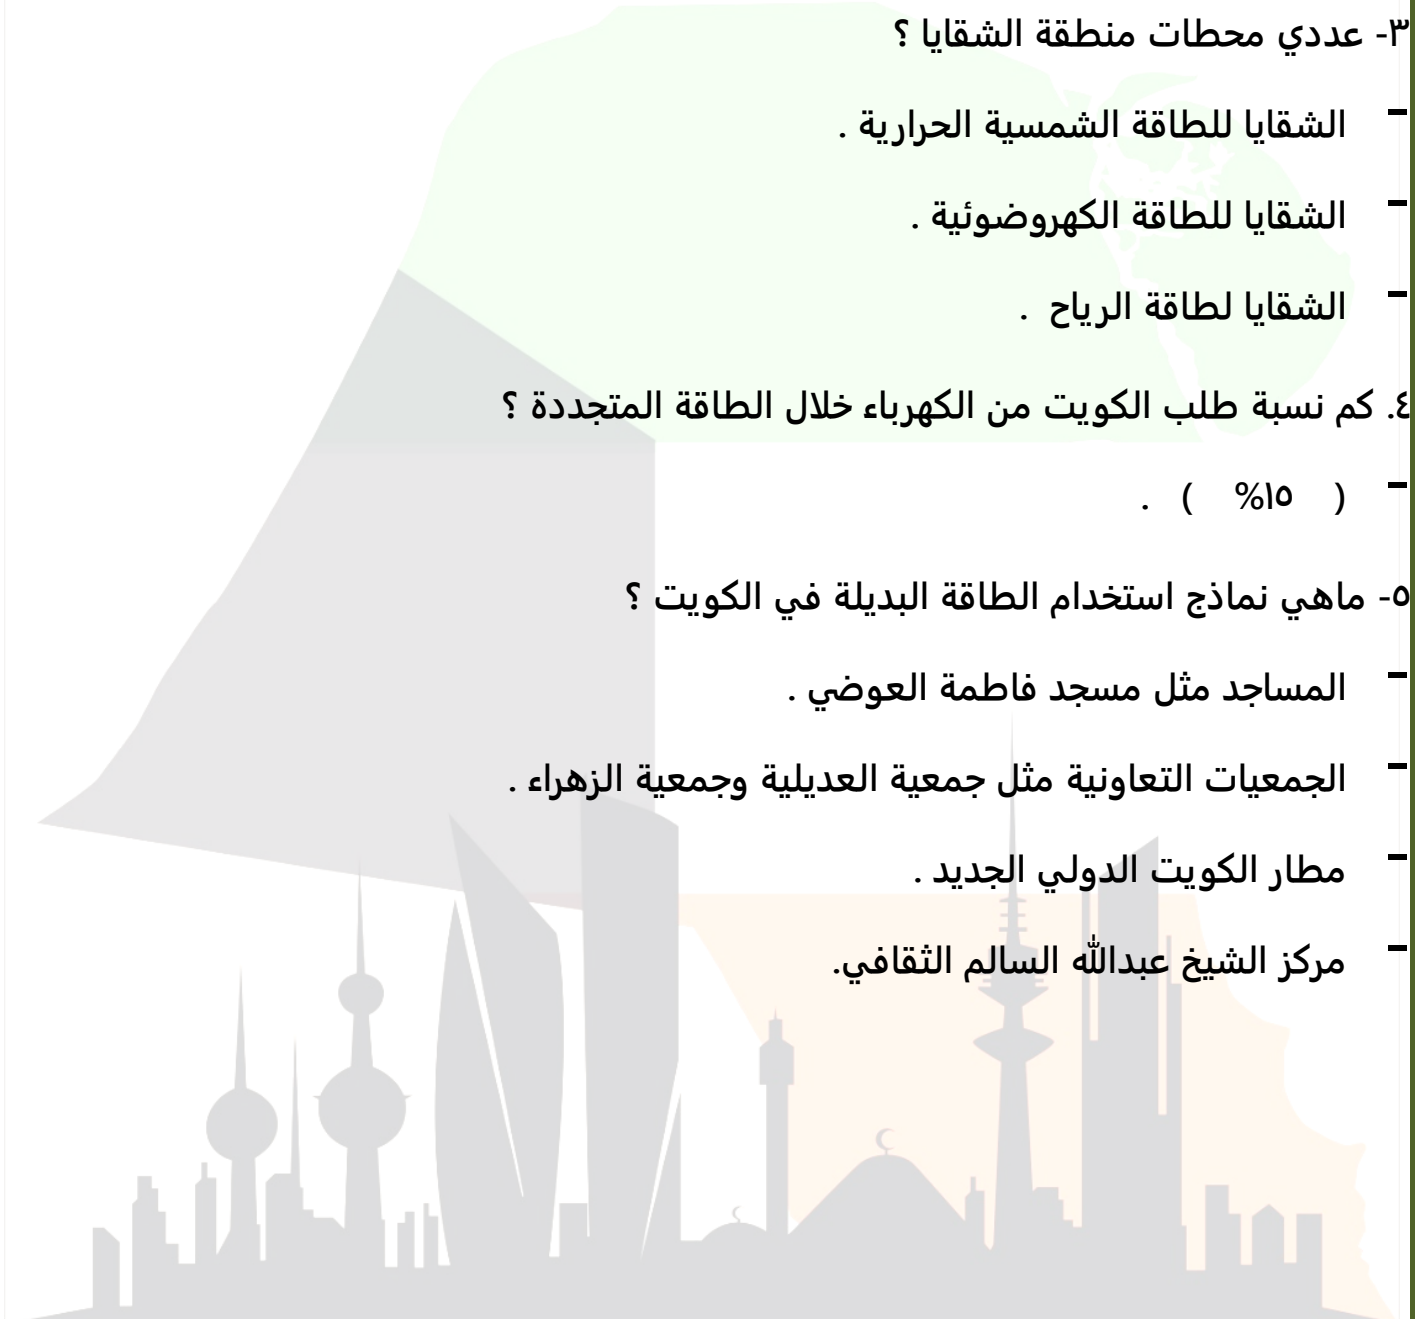 ٣- عددي محطات منطقة الشقايا ؟
- الشقايا للطاقة الشمسية الحرارية .
- الشقايا للطاقة الكهروضوئية .
- الشقايا لطاقة الرياح .
٤. كم نسبة طلب الكويت من الكهرباء خلال الطاقة المتجددة ؟
- ( ١٥% ) .
٥- ماهي نماذج استخدام الطاقة البديلة في الكويت ؟
- المساجد مثل مسجد فاطمة العوضي .
- الجمعيات التعاونية مثل جمعية العديلية وجمعية الزهراء .
- مطار الكويت الدولي الجديد .
- مركز الشيخ عبدالله السالم الثقافي.